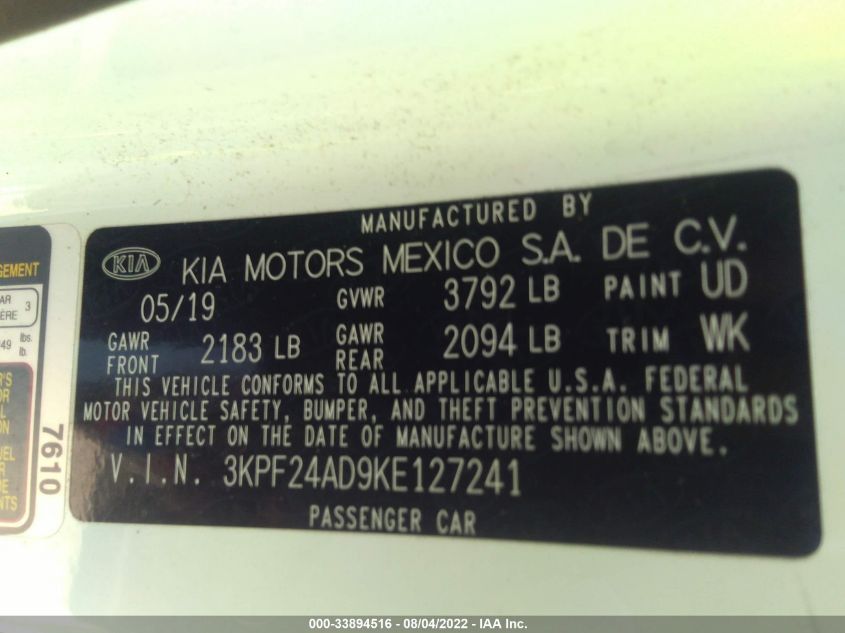 MANUFACTURED BY
KIA KIA MOTORS MEXICO S.A. DE C.V.
05/19 GVWR 3792 LB PAINT UD
GAWR FRONT 2183 LB GAWR REAR 2094 LB TRIM WK
THIS VEHICLE CONFORMS TO ALL APPLICABLE U.S.A. FEDERAL
MOTOR VEHICLE SAFETY, BUMPER, AND THEFT PREVENTION STANDARDS
IN EFFECT ON THE DATE OF MANUFACTURE SHOWN ABOVE.
V.I.N. 3KPF24AD9KE127241
PASSENGER CAR
7610
3
lbs.
lb.
000-33894516 - 08/04/2022 - IAA Inc.